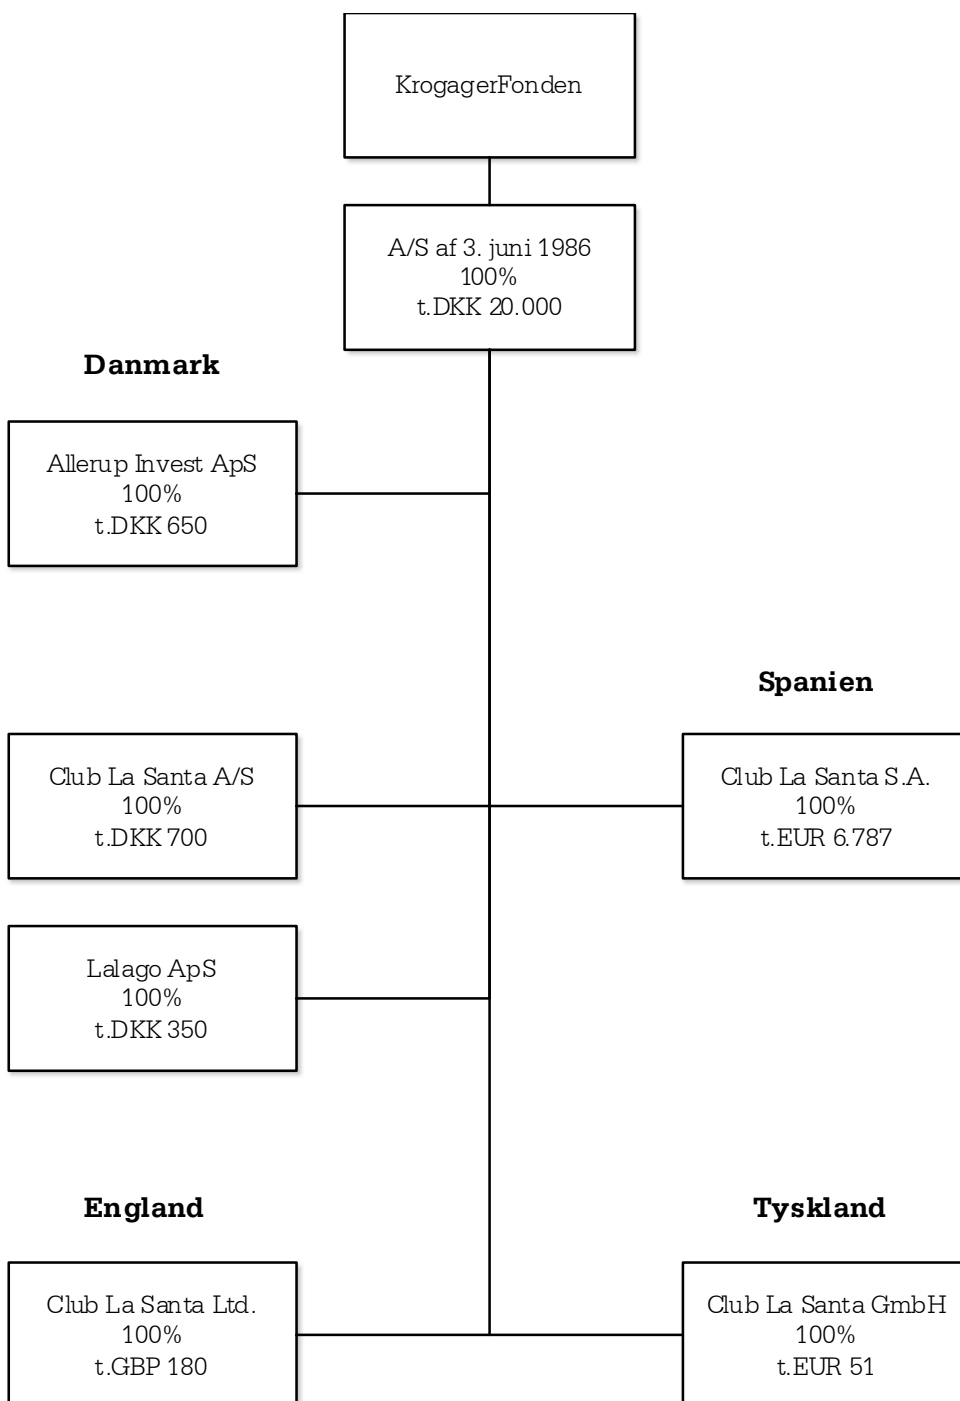 KrogagerFonden
A/S af 3. juni 1986
100%
t.DKK 20.000
Danmark
Allerup Invest ApS
100%
t.DKK 650
Spanien
Club La Santa A/S
100%
t.DKK 700
Club La Santa S.A.
100%
t.EUR 6.787
Lalago ApS
100%
t.DKK 350
England
Tyskland
Club La Santa Ltd.
100%
t.GBP 180
Club La Santa GmbH
100%
t.EUR 51